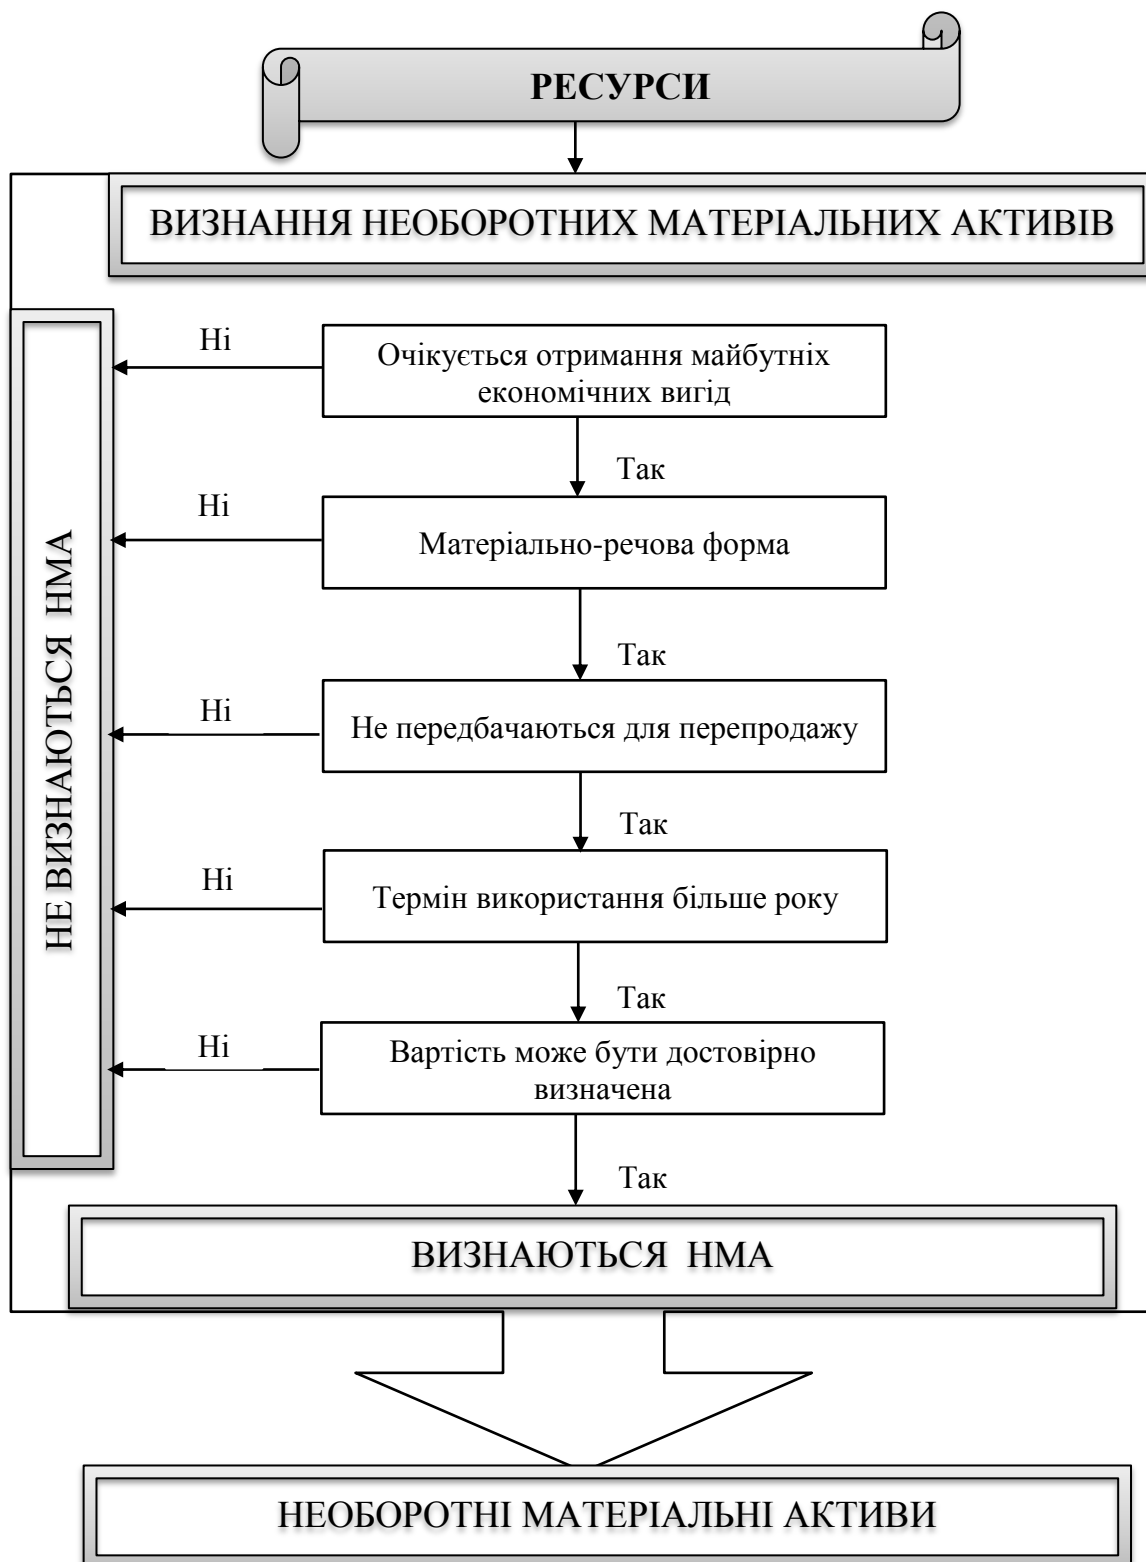 РЕСУРСИ
ВИЗНАННЯ НЕОБОРОТНИХ МАТЕРІАЛЬНИХ АКТИВІВ
НЕ ВИЗНАЮТЬСЯ НМА
Ні
Очікується отримання майбутніх
економічних вигід
Так
Ні
Матеріально-речова форма
Так
Ні
Не передбачаються для перепродажу
Так
Ні
Термін використання більше року
Так
Ні
Вартість може бути достовірно
визначена
Так
ВИЗНАЮТЬСЯ НМА
НЕОБОРОТНІ МАТЕРІАЛЬНІ АКТИВИ